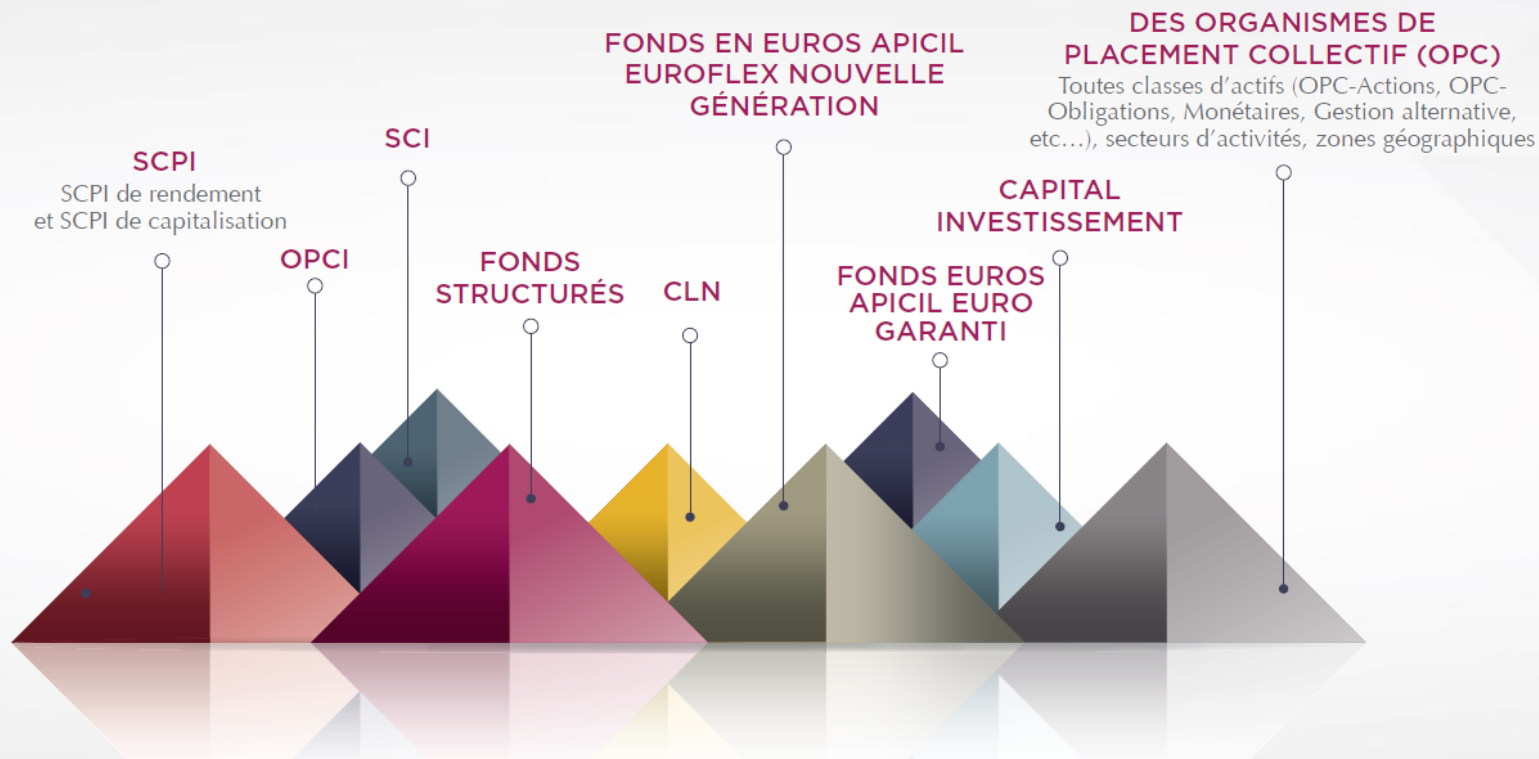 SCPI
SCPI de rendement
et SCPI de capitalisation
OPCI
SCI
FONDS
STRUCTURÉS
CLN
FONDS EN EUROS APICIL
EUROFLEX NOUVELLE
GÉNÉRATION
FONDS EUROS
APICIL EURO
GARANTI
CAPITAL
INVESTISSEMENT
DES ORGANISMES DE
PLACEMENT COLLECTIF (OPC)
Toutes classes d’actifs (OPC-Actions, OPC-
Obligations, Monétaires, Gestion alternative,
etc...), secteurs d’activités, zones géographiques